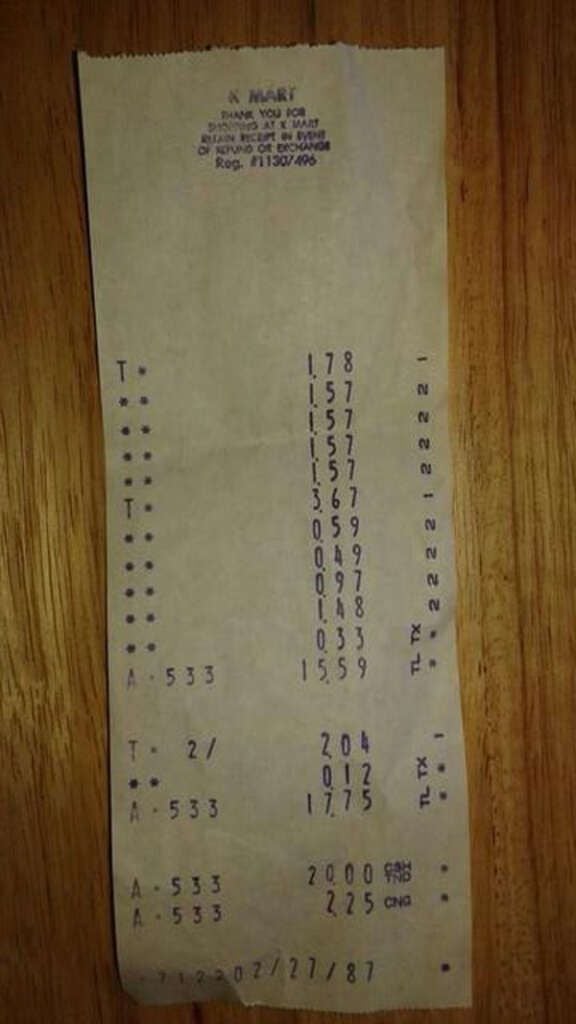 K MART
THANK YOU FOR
SHOPPING AT K MART
RETAIN RECEIPT IN EVENT
OF REFUND OR EXCHANGE
Reg. #1130/496
T * 1.78 1
* * 1.57 2
* * 1.57 2
* * 1.57 2
* * 1.57 2
T * 3.67 1
* * 0.59 2
* * 0.49 2
* * 0.97 2
* * 1.48 2
* * 0.33 TX *
A - 533 15.59 TL *
T * 2/ 2.04 1
* * 0.12 TX *
A - 533 17.75 TL *
A - 533 20.00 CSH TND *
A - 533 2.25 CNG *
02/27/87 *